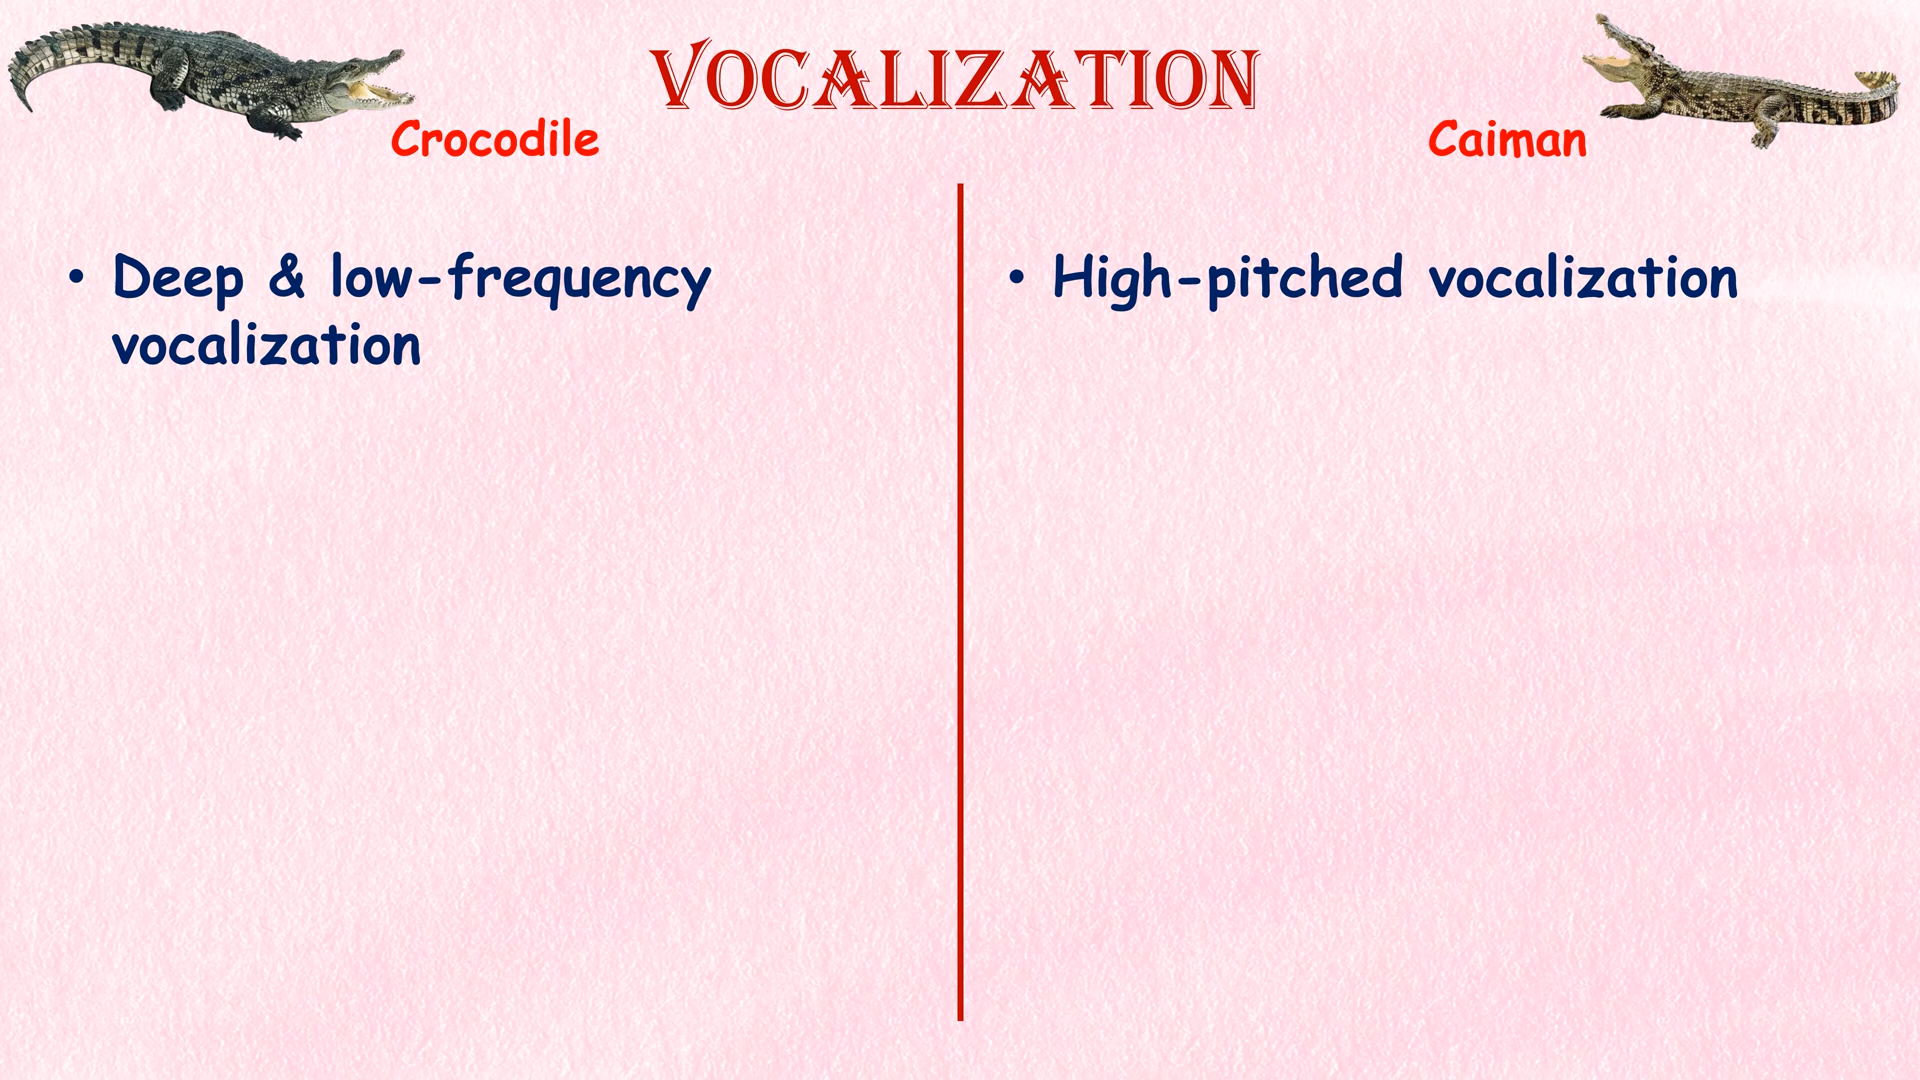 VOCALIZATION
Crocodile
Caiman
• Deep & low-frequency
vocalization
• High-pitched vocalization